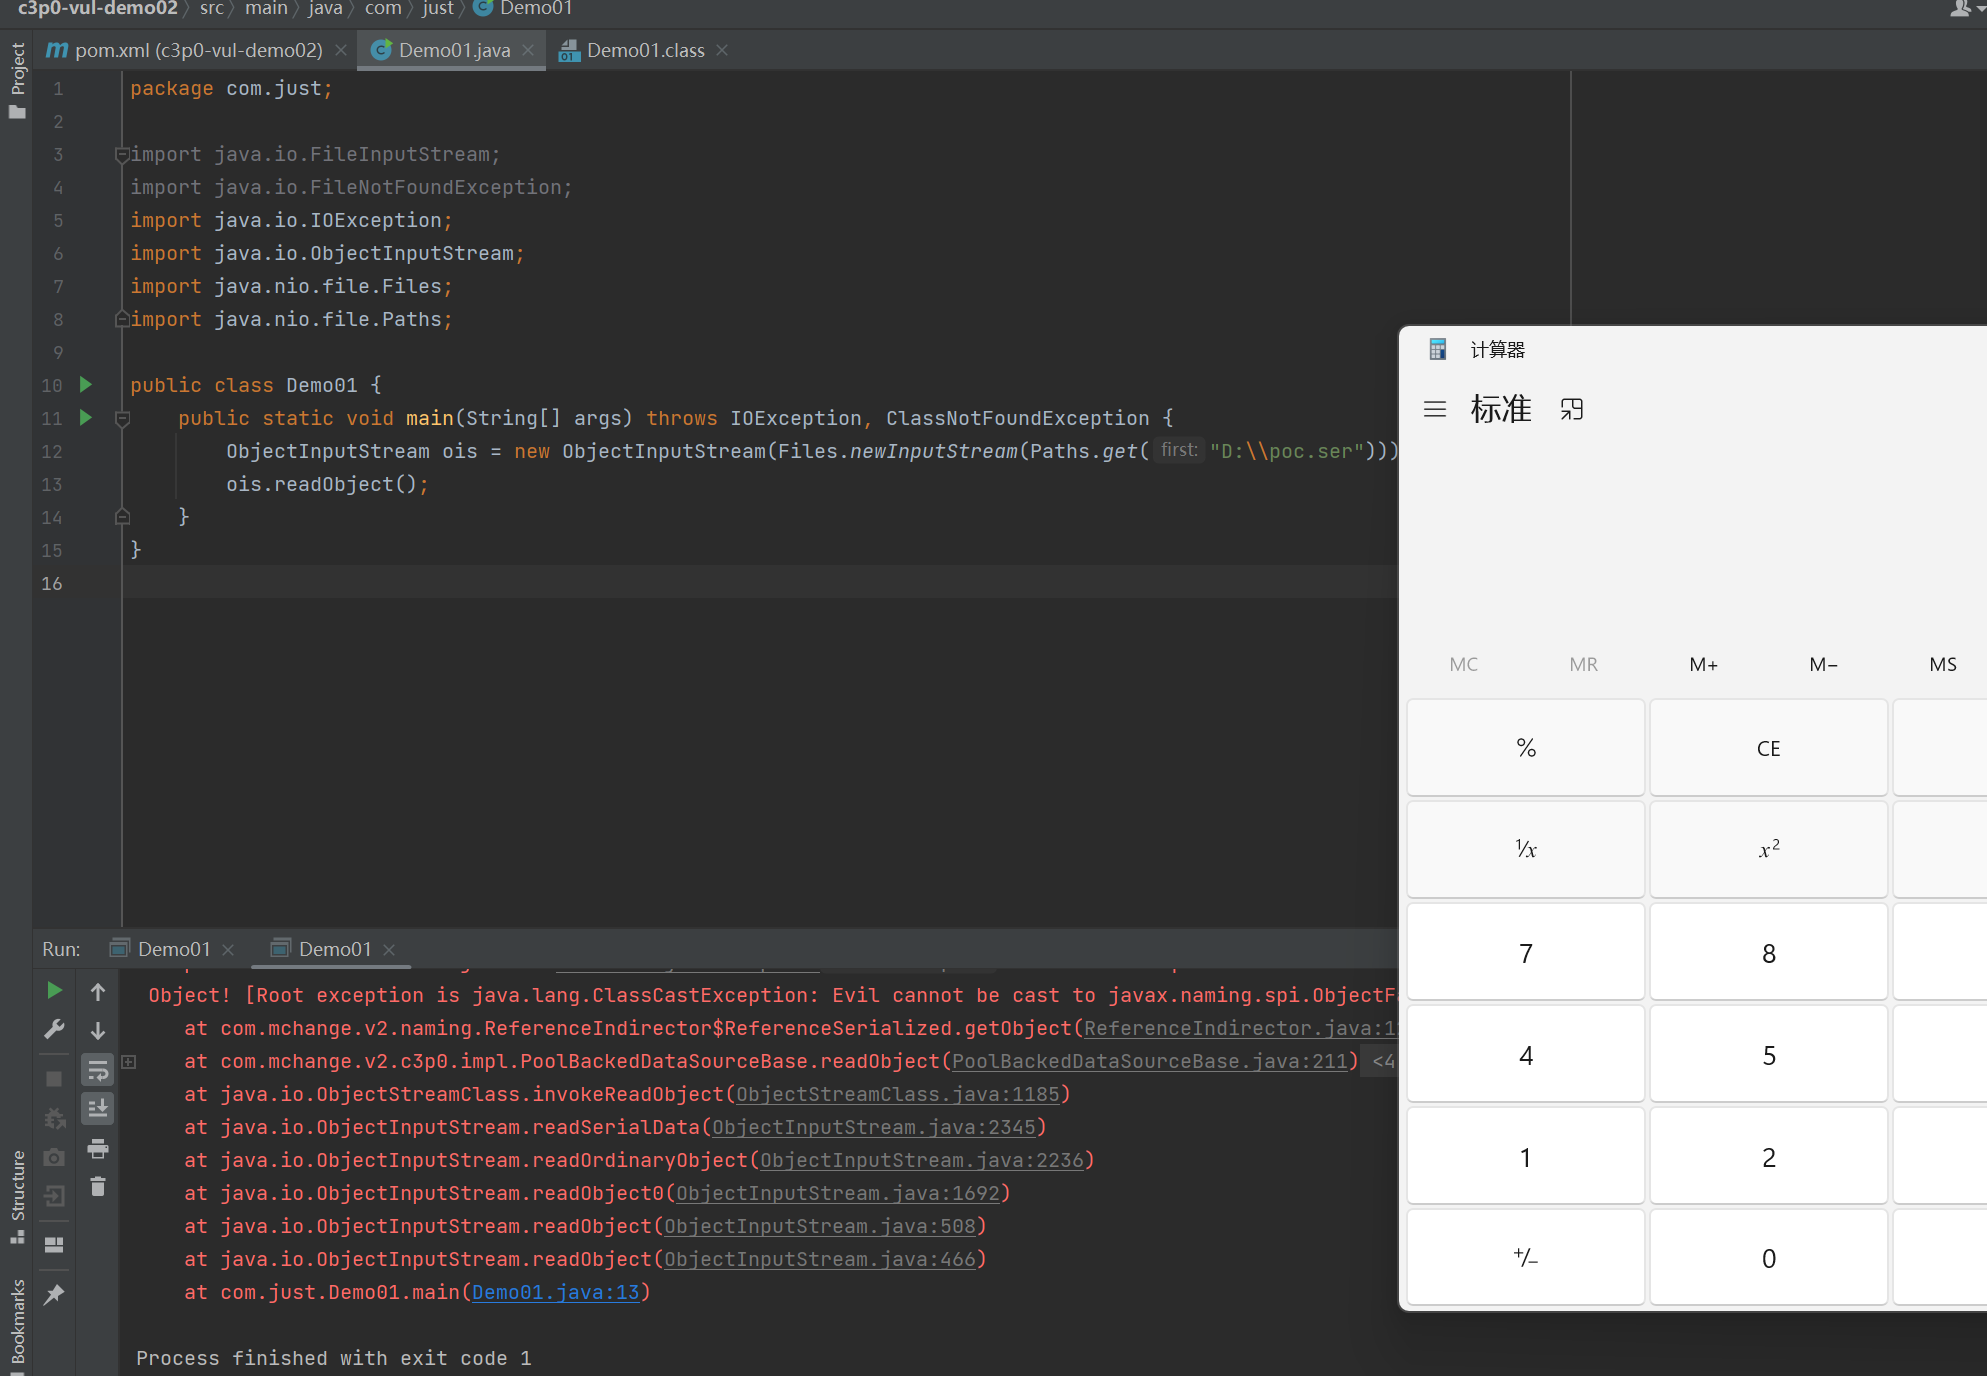 c3p0-vul-demo02 src main java com just Demo01
pom.xml (c3p0-vul-demo02) Demo01.java Demo01.class
Project
1 package com.just;
2
3 import java.io.FileInputStream;
4 import java.io.FileNotFoundException;
5 import java.io.IOException;
6 import java.io.ObjectInputStream;
7 import java.nio.file.Files;
8 import java.nio.file.Paths;
9
10 public class Demo01 {
11 public static void main(String[] args) throws IOException, ClassNotFoundException {
12 ObjectInputStream ois = new ObjectInputStream(Files.newInputStream(Paths.get( first: "D:\\poc.ser")))
13 ois.readObject();
14 }
15 }
16
计算器
标准
MC MR M+ M− MS
% CE
¹⁄x x²
7 8
4 5
1 2
+/− 0
Run: Demo01 Demo01
Object! [Root exception is java.lang.ClassCastException: Evil cannot be cast to javax.naming.spi.ObjectF
at com.mchange.v2.naming.ReferenceIndirector$ReferenceSerialized.getObject(ReferenceIndirector.java:1
at com.mchange.v2.c3p0.impl.PoolBackedDataSourceBase.readObject(PoolBackedDataSourceBase.java:211) <4
at java.io.ObjectStreamClass.invokeReadObject(ObjectStreamClass.java:1185)
at java.io.ObjectInputStream.readSerialData(ObjectInputStream.java:2345)
at java.io.ObjectInputStream.readOrdinaryObject(ObjectInputStream.java:2236)
at java.io.ObjectInputStream.readObject0(ObjectInputStream.java:1692)
at java.io.ObjectInputStream.readObject(ObjectInputStream.java:508)
at java.io.ObjectInputStream.readObject(ObjectInputStream.java:466)
at com.just.Demo01.main(Demo01.java:13)
Process finished with exit code 1
Structure
Bookmarks